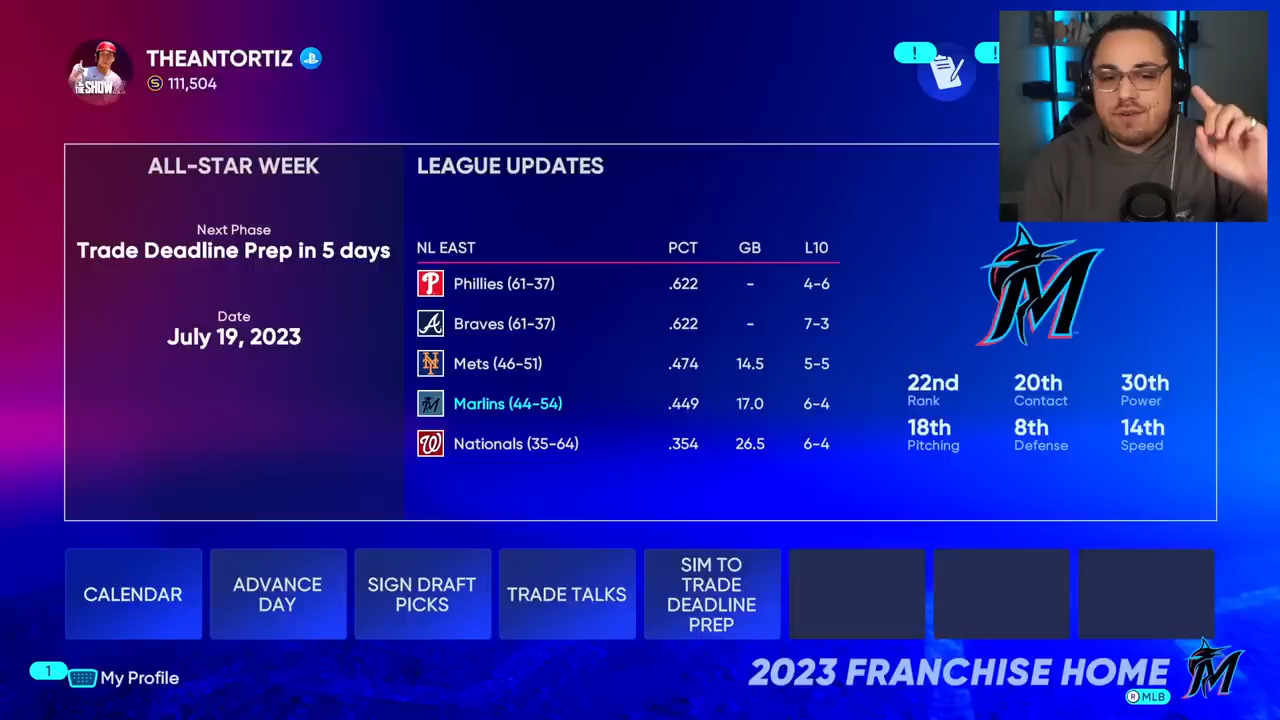 THEANTORTIZ
S 111,504
THE SHOW 22
!
!
ALL-STAR WEEK
Next Phase
Trade Deadline Prep in 5 days
Date
July 19, 2023
LEAGUE UPDATES
NL EAST PCT GB L10
Phillies (61-37) .622 - 4-6
Braves (61-37) .622 - 7-3
Mets (46-51) .474 14.5 5-5
Marlins (44-54) .449 17.0 6-4
Nationals (35-64) .354 26.5 6-4
22nd 20th 30th
Rank Contact Power
18th 8th 14th
Pitching Defense Speed
CALENDAR
ADVANCE
DAY
SIGN DRAFT
PICKS
TRADE TALKS
SIM TO
TRADE
DEADLINE
PREP
1 My Profile
2023 FRANCHISE HOME
R MLB